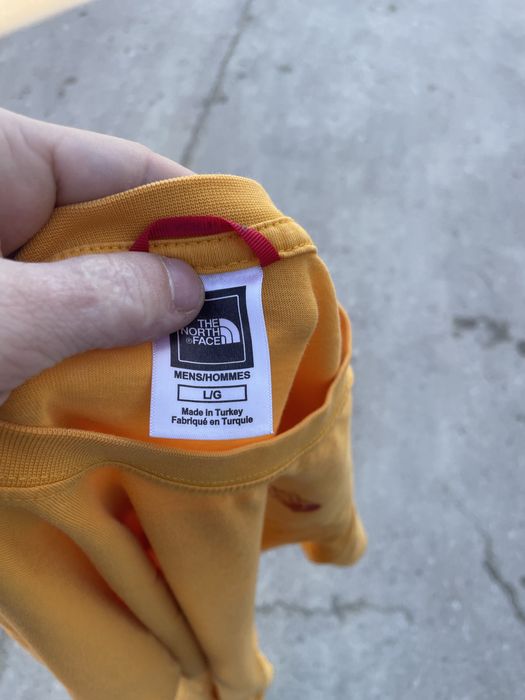 THE
NORTH
®FACE
MENS/HOMMES
L/G
Made in Turkey
Fabriqué en Turquie